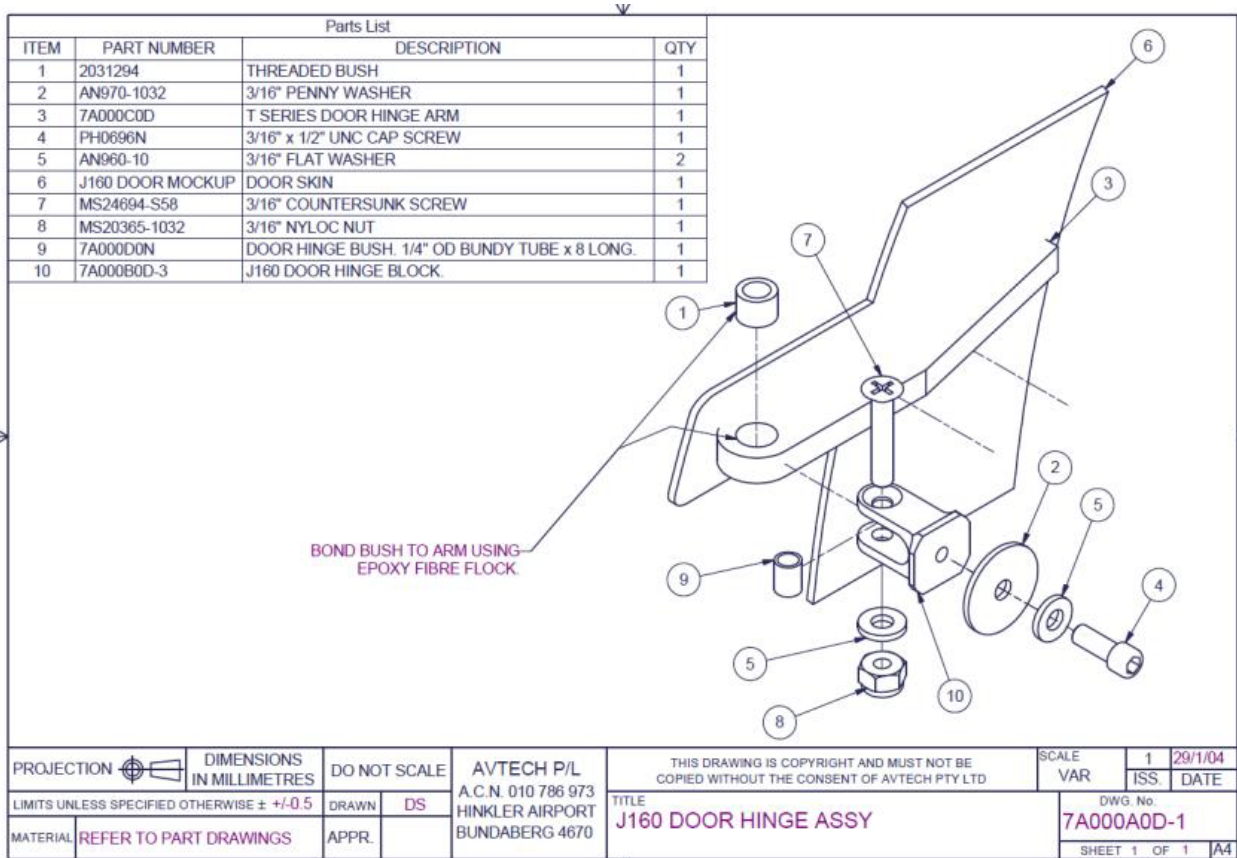 Parts List
ITEM PART NUMBER DESCRIPTION QTY
1 2031294 THREADED BUSH 1
2 AN970-1032 3/16" PENNY WASHER 1
3 7A000C0D T SERIES DOOR HINGE ARM 1
4 PH0696N 3/16" x 1/2" UNC CAP SCREW 1
5 AN960-10 3/16" FLAT WASHER 2
6 J160 DOOR MOCKUP DOOR SKIN 1
7 MS24694-S58 3/16" COUNTERSUNK SCREW 1
8 MS20365-1032 3/16" NYLOC NUT 1
9 7A000D0N DOOR HINGE BUSH. 1/4" OD BUNDY TUBE x 8 LONG. 1
10 7A000B0D-3 J160 DOOR HINGE BLOCK. 1
6
3
7
1
2
5
BOND BUSH TO ARM USING
EPOXY FIBRE FLOCK.
9
4
5
10
8
PROJECTION
DIMENSIONS
IN MILLIMETRES
DO NOT SCALE
LIMITS UNLESS SPECIFIED OTHERWISE ± +/-0.5
DRAWN DS
MATERIAL REFER TO PART DRAWINGS
APPR.
AVTECH P/L
A.C.N. 010 786 973
HINKLER AIRPORT
BUNDABERG 4670
THIS DRAWING IS COPYRIGHT AND MUST NOT BE
COPIED WITHOUT THE CONSENT OF AVTECH PTY LTD
TITLE
J160 DOOR HINGE ASSY
SCALE
VAR
1 29/1/04
ISS. DATE
DWG. No.
7A000A0D-1
SHEET 1 OF 1 A4